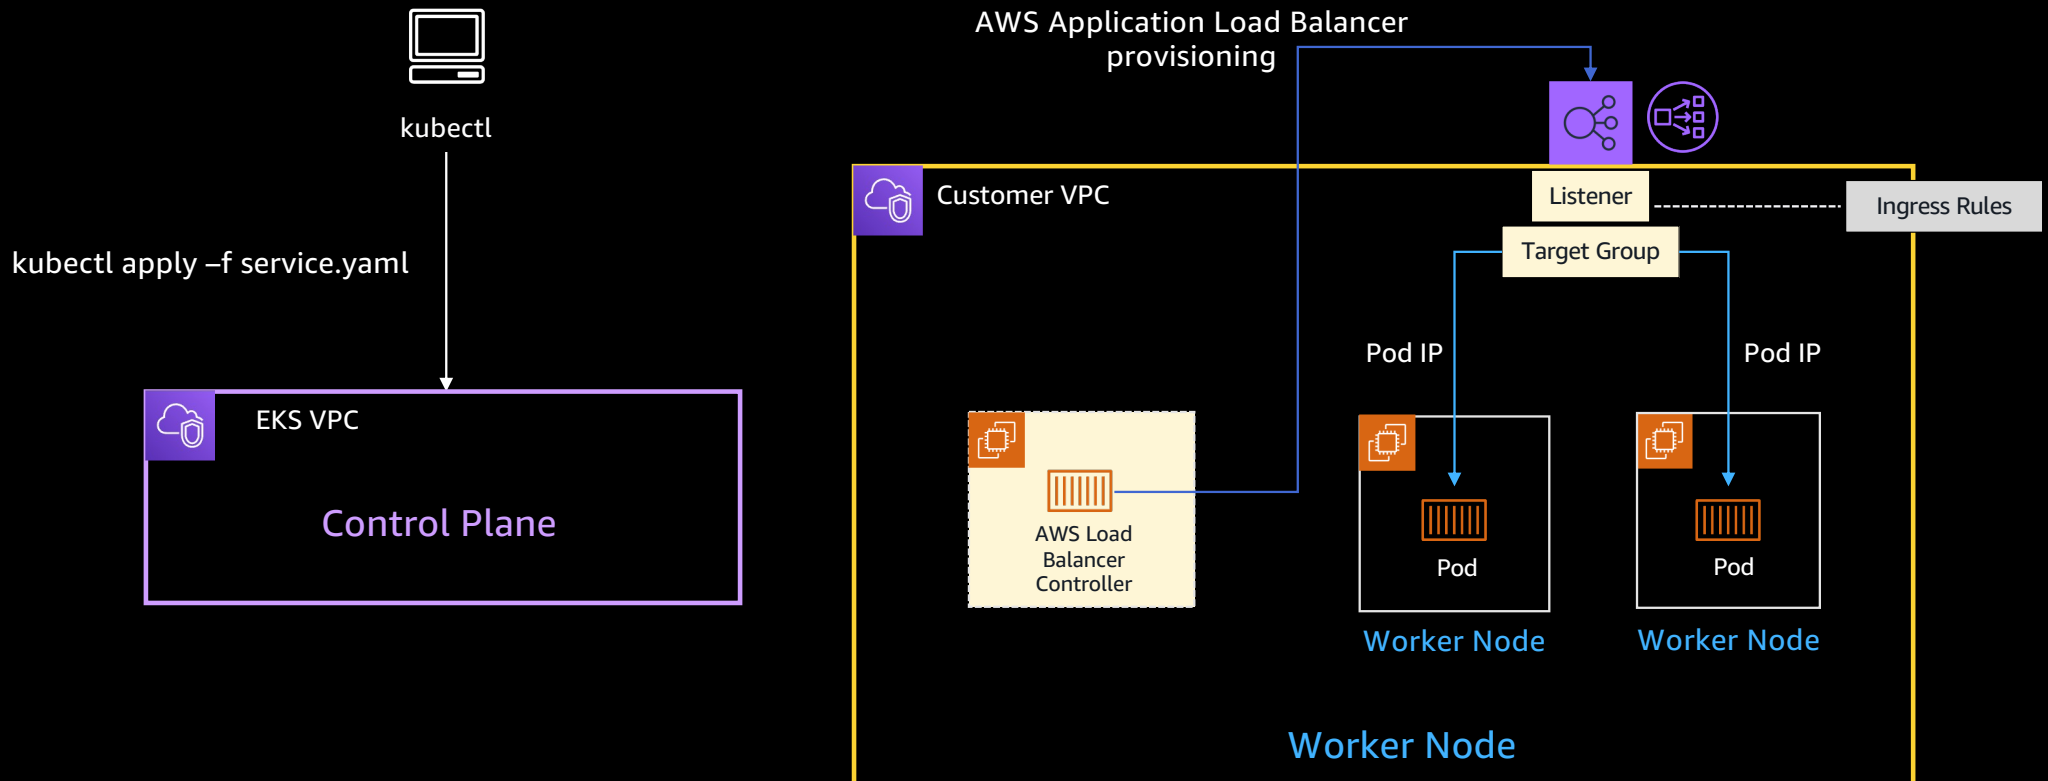 AWS Application Load Balancer
provisioning
kubectl
Customer VPC
Listener
Ingress Rules
Target Group
kubectl apply –f service.yaml
Pod IP
Pod IP
EKS VPC
Control Plane
AWS Load
Balancer
Controller
Pod
Pod
Worker Node
Worker Node
Worker Node